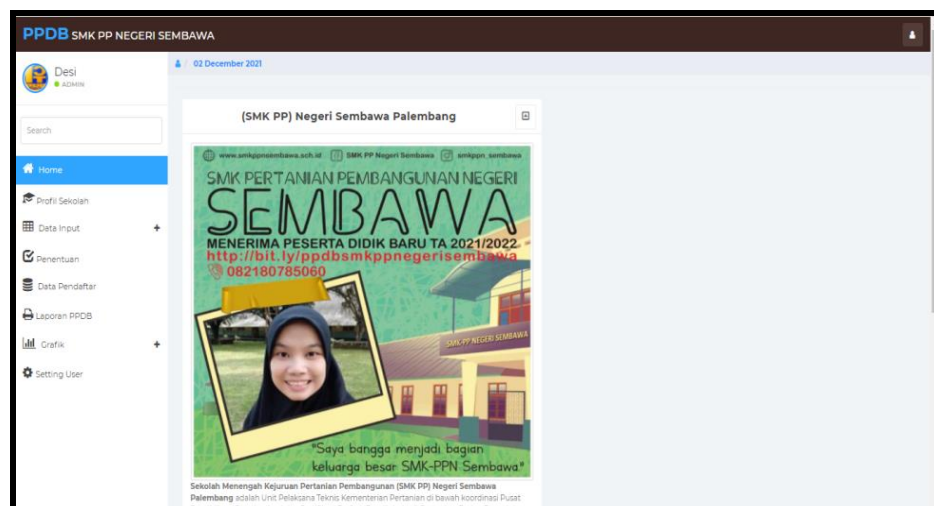 PPDB SMK PP NEGERI SEMBAWA
Desi
ADMIN
Search
Home
Profil Sekolah
Data Input
Penentuan
Data Pendaftar
Laporan PPDB
Grafik
Setting User
02 December 2021
(SMK PP) Negeri Sembawa Palembang
www.smkppnsembawa.sch.id SMK PP Negeri Sembawa smkppn_sembawa
SMK PERTANIAN PEMBANGUNAN NEGERI
SEMBAWA
MENERIMA PESERTA DIDIK BARU TA 2021/2022
http://bit.ly/ppdbsmkppnegerisembawa
082180785060
SMK-PP NEGERI SEMBAWA
"Saya bangga menjadi bagian
keluarga besar SMK-PPN Sembawa."
Sekolah Menengah Kejuruan Pertanian Pembangunan (SMK PP) Negeri Sembawa
Palembang adalah Unit Pelaksana Teknis Kementerian Pertanian di bawah koordinasi Pusat